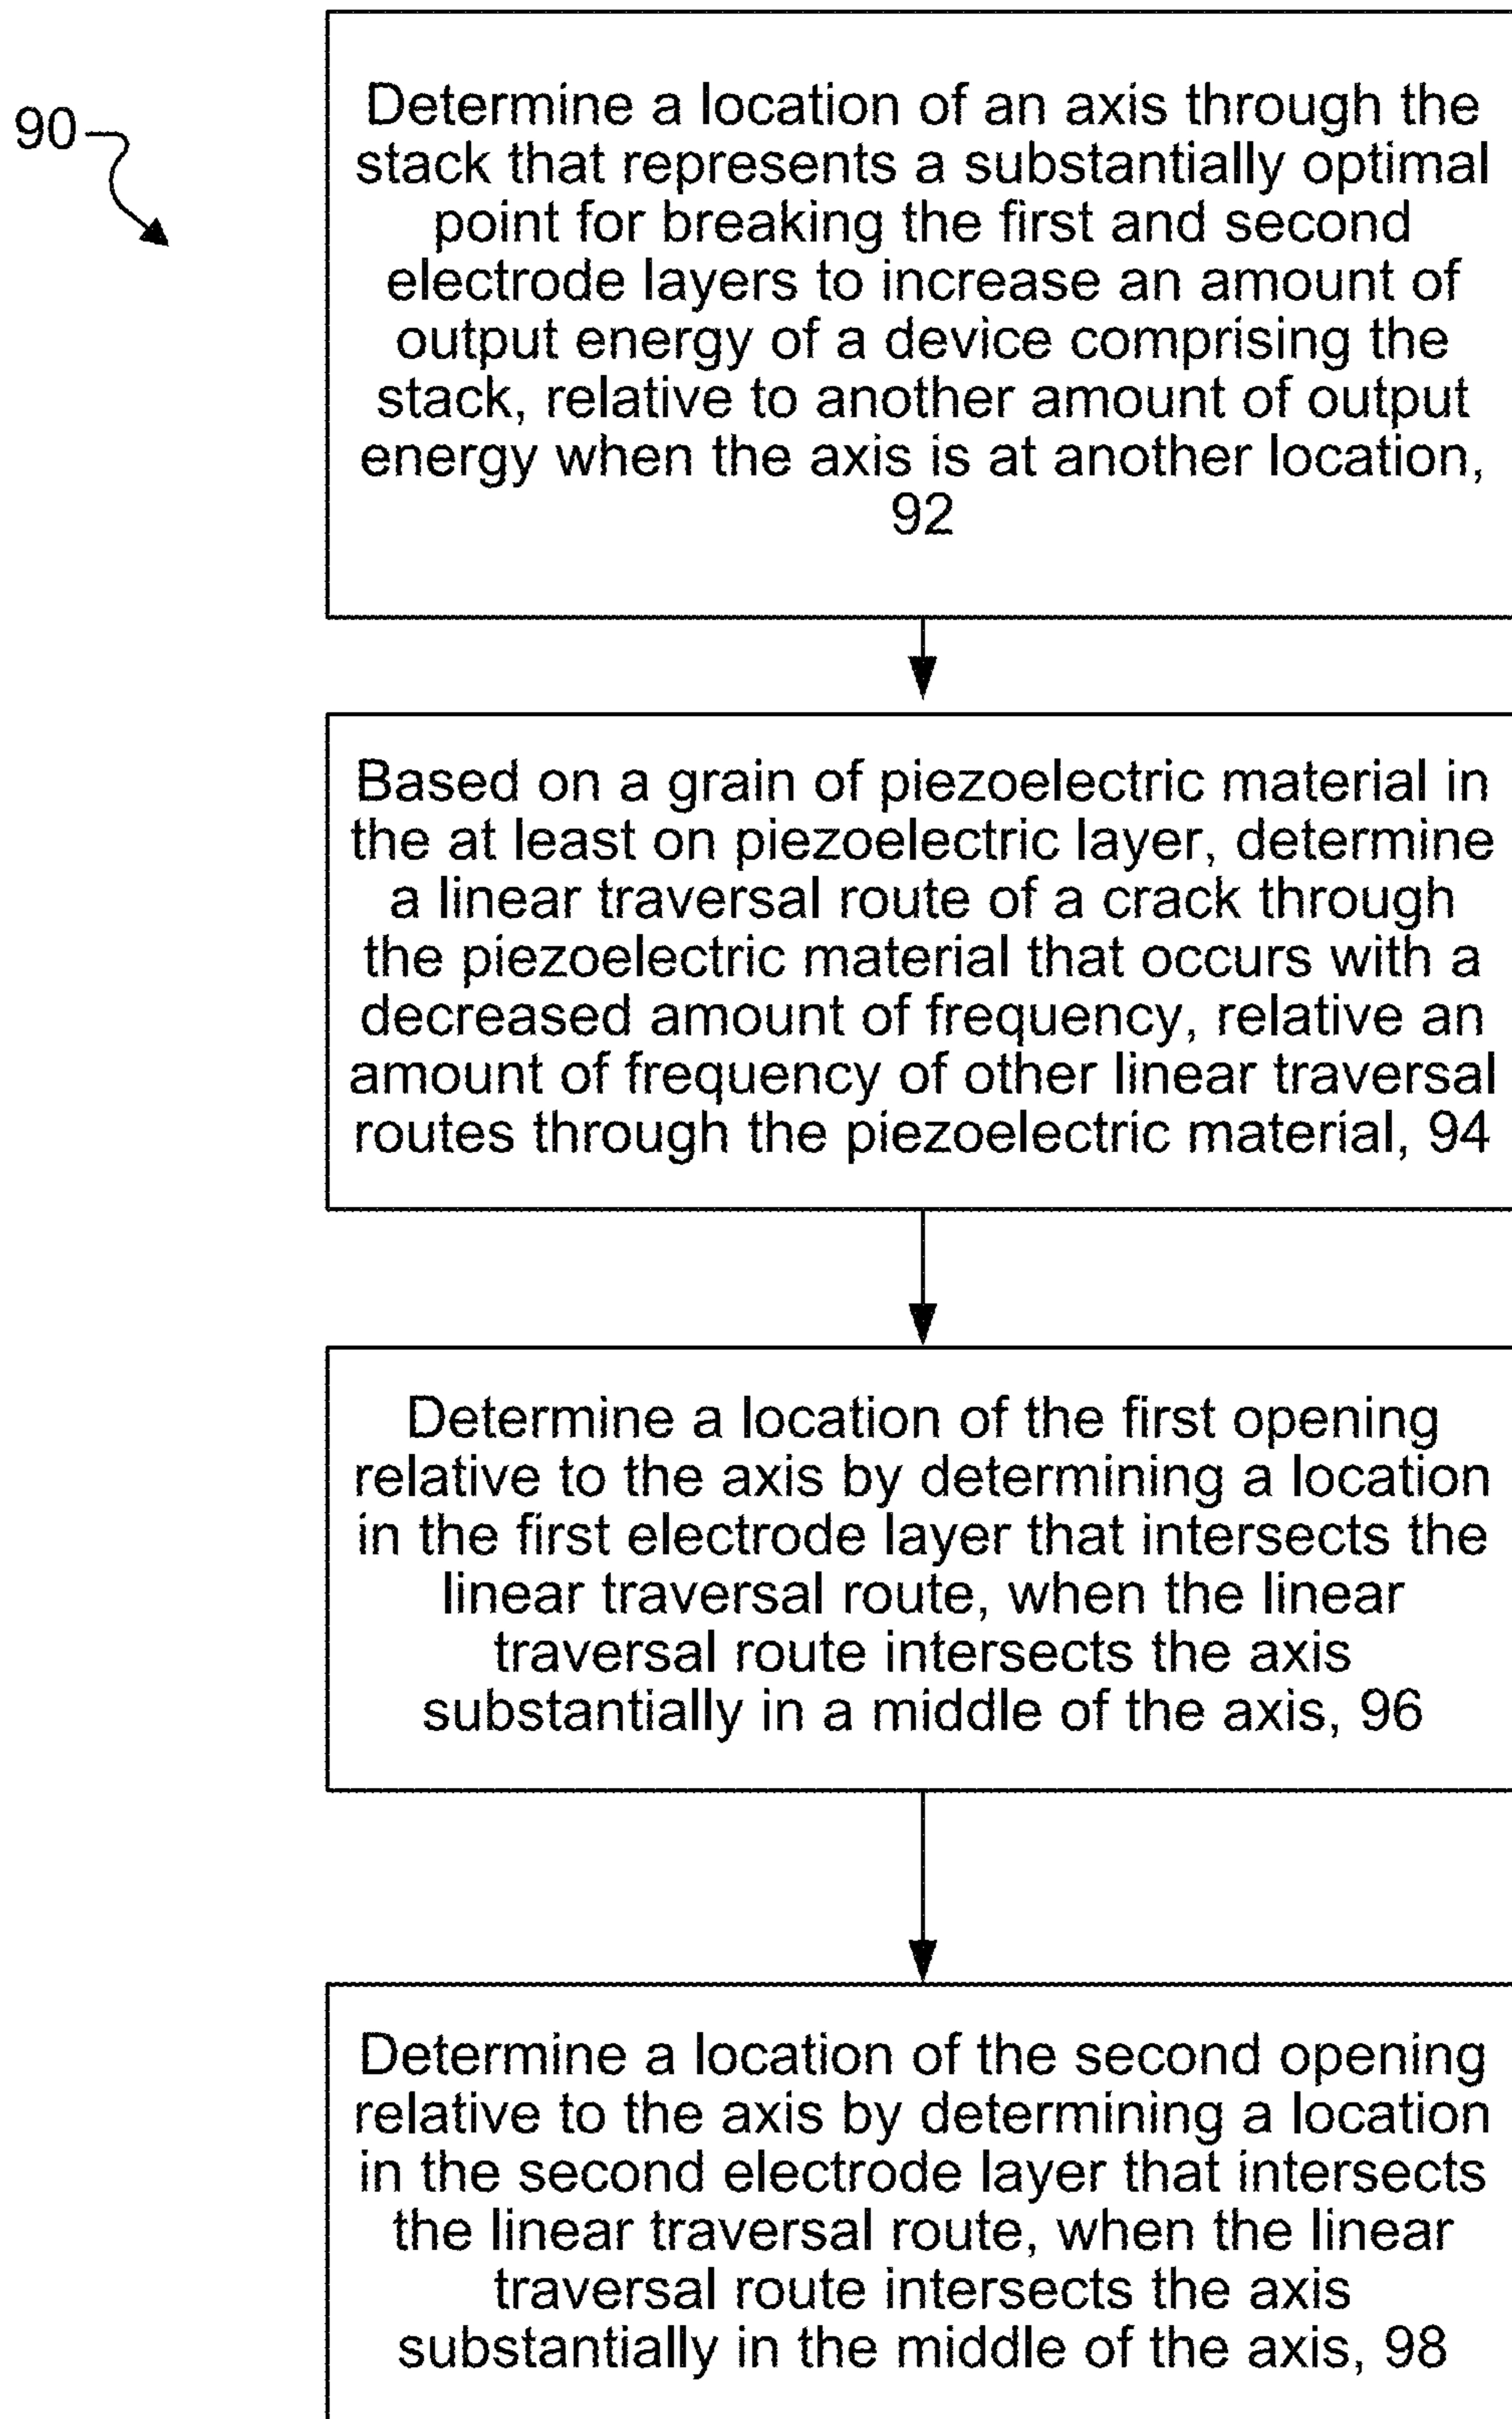 90
Determine a location of an axis through the
stack that represents a substantially optimal
point for breaking the first and second
electrode layers to increase an amount of
output energy of a device comprising the
stack, relative to another amount of output
energy when the axis is at another location,
92
Based on a grain of piezoelectric material in
the at least on piezoelectric layer, determine
a linear traversal route of a crack through
the piezoelectric material that occurs with a
decreased amount of frequency, relative an
amount of frequency of other linear traversal
routes through the piezoelectric material, 94
Determine a location of the first opening
relative to the axis by determining a location
in the first electrode layer that intersects the
linear traversal route, when the linear
traversal route intersects the axis
substantially in a middle of the axis, 96
Determine a location of the second opening
relative to the axis by determining a location
in the second electrode layer that intersects
the linear traversal route, when the linear
traversal route intersects the axis
substantially in the middle of the axis, 98